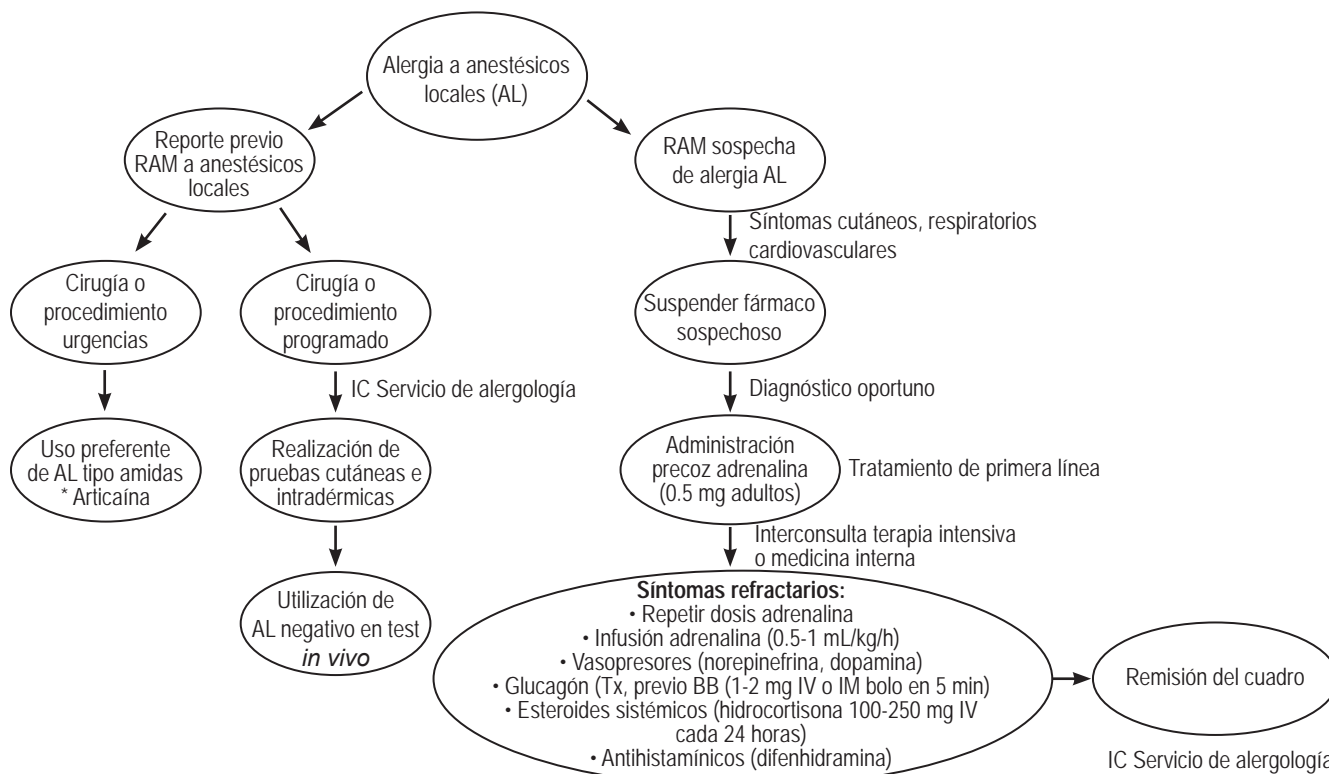 Alergia a anestésicos
locales (AL)
Reporte previo
RAM a anestésicos
locales
RAM sospecha
de alergia AL
Síntomas cutáneos, respiratorios
cardiovasculares
Cirugía o
procedimiento
urgencias
Cirugía o
procedimiento
programado
Suspender fármaco
sospechoso
IC Servicio de alergología
Diagnóstico oportuno
Uso preferente
de AL tipo amidas
* Articaína
Realización de
pruebas cutáneas e
intradérmicas
Administración
precoz adrenalina
(0.5 mg adultos)
Tratamiento de primera línea
Interconsulta terapia intensiva
o medicina interna
Utilización de
AL negativo en test
in vivo
Síntomas refractarios:
• Repetir dosis adrenalina
• Infusión adrenalina (0.5-1 mL/kg/h)
• Vasopresores (norepinefrina, dopamina)
• Glucagón (Tx, previo BB (1-2 mg IV o IM bolo en 5 min)
• Esteroides sistémicos (hidrocortisona 100-250 mg IV
cada 24 horas)
• Antihistamínicos (difenhidramina)
Remisión del cuadro
IC Servicio de alergología